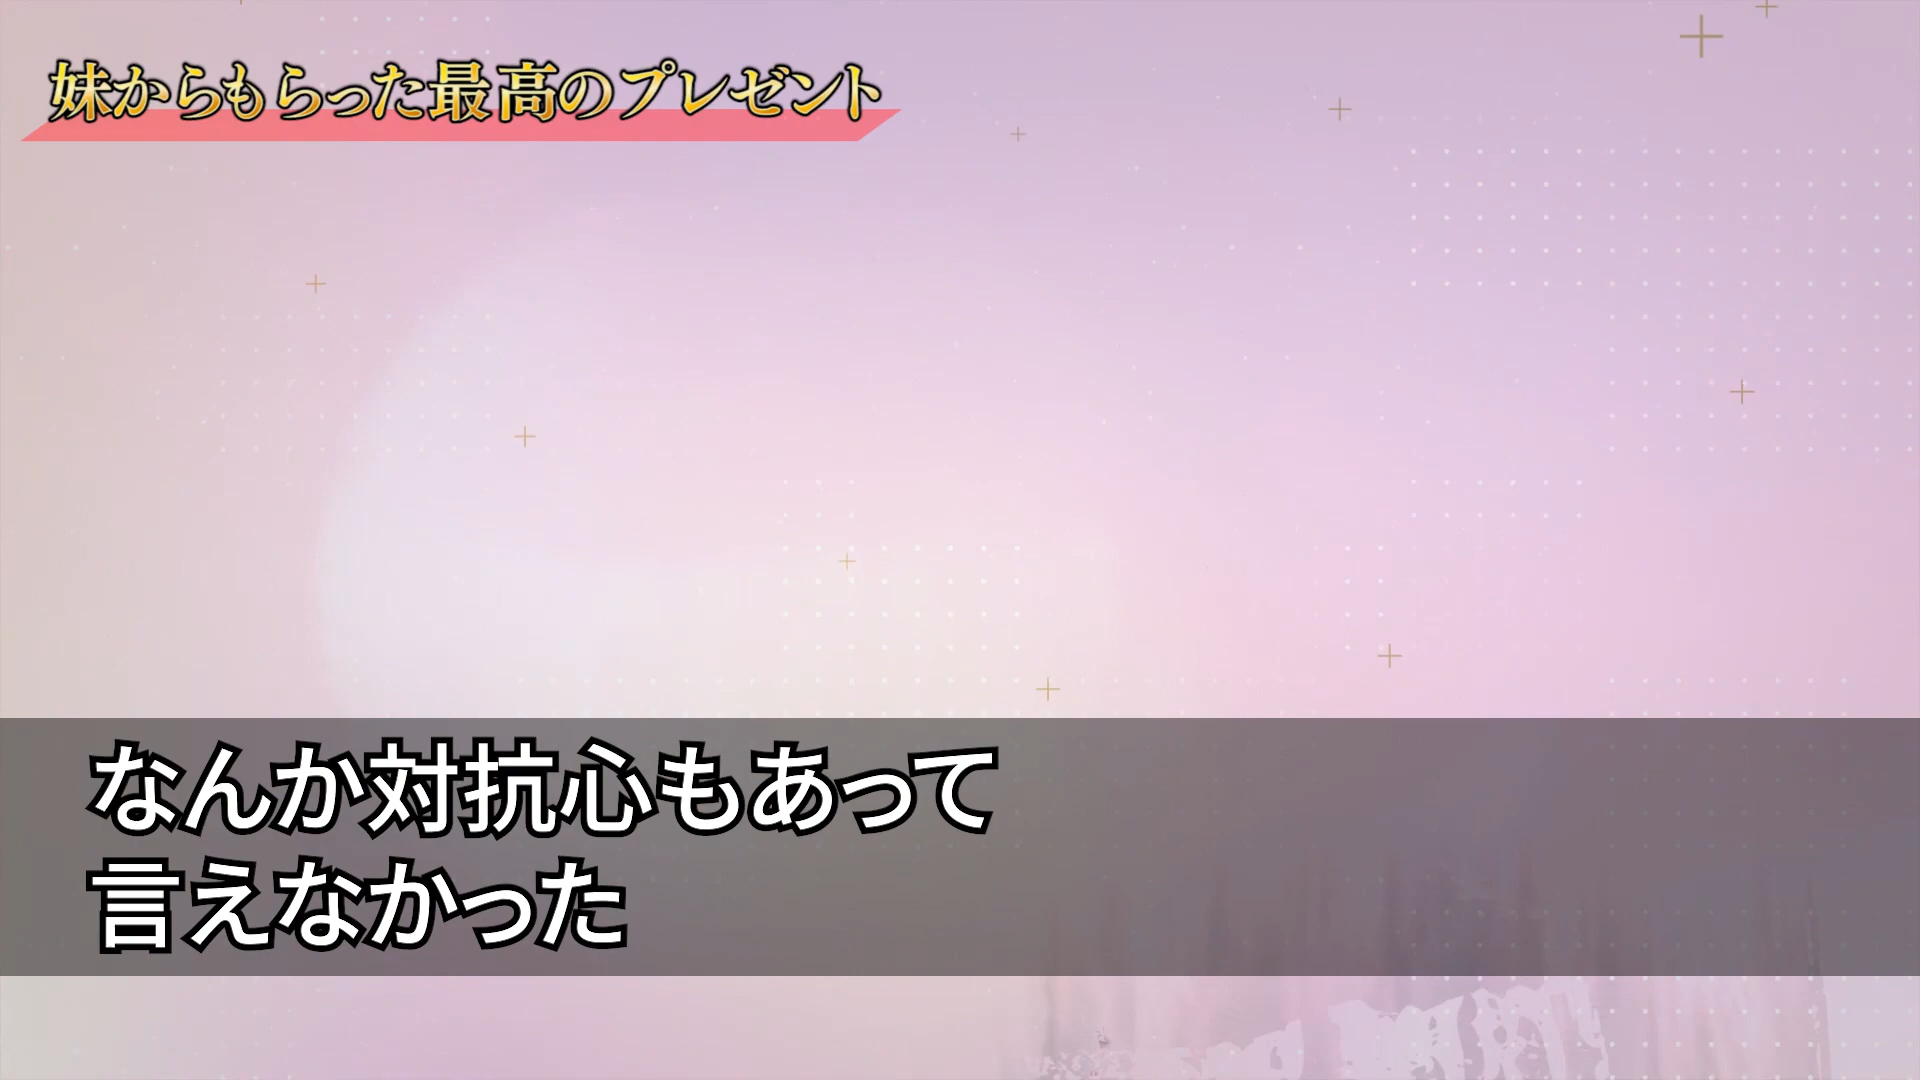 妹からもらった最高のプレゼント
なんか対抗心もあって
言えなかった